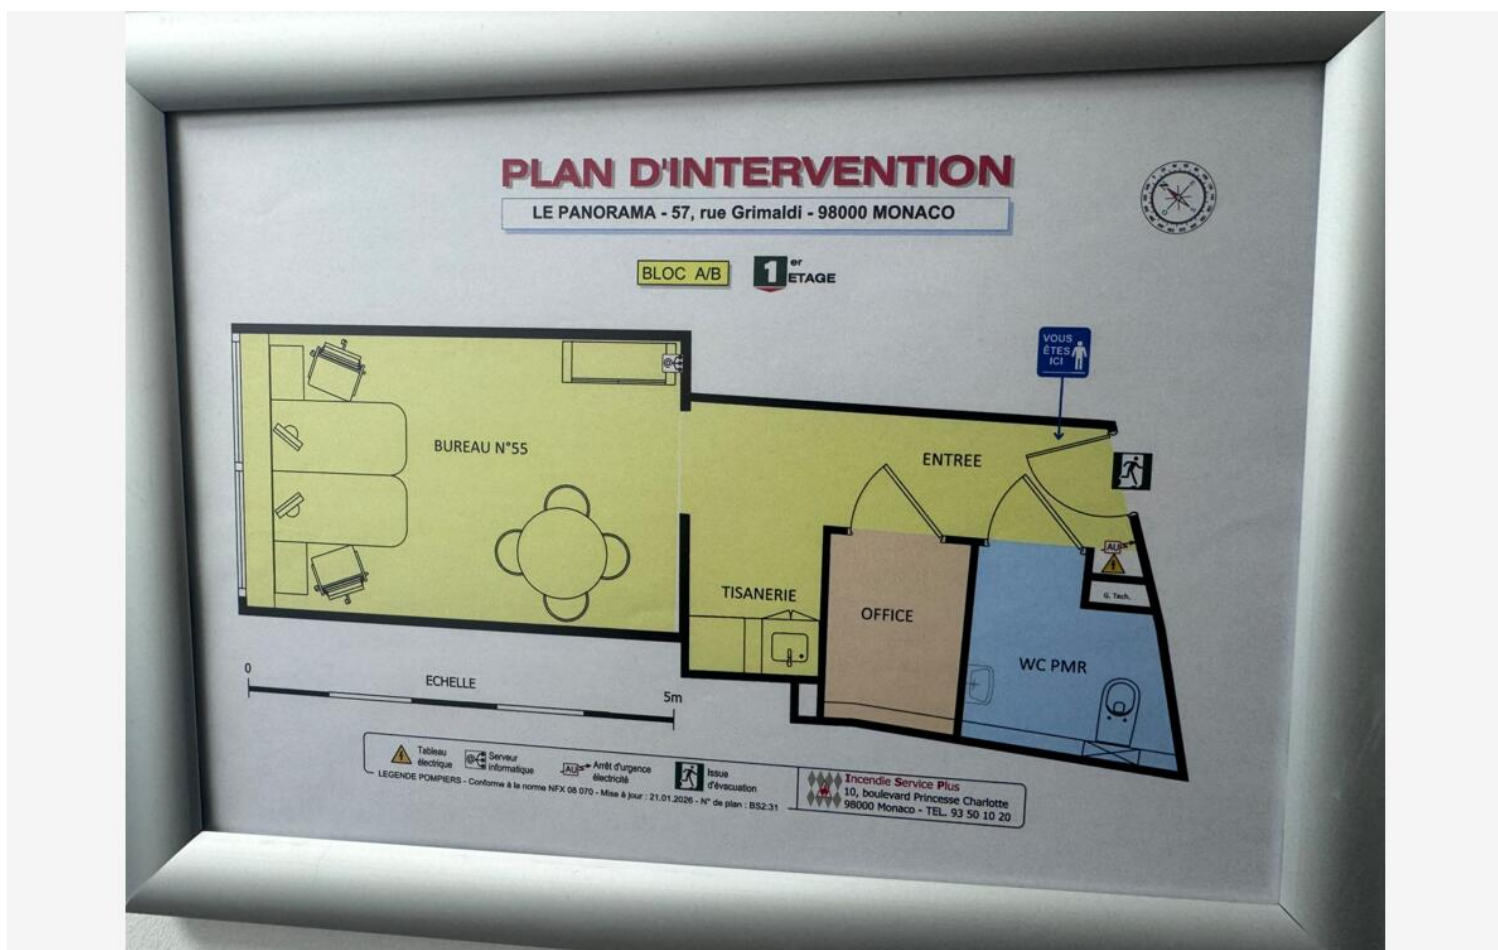 PLAN D'INTERVENTION
LE PANORAMA - 57, rue Grimaldi - 98000 MONACO
BLOC A/B
1er ETAGE
VOUS
ÊTES
ICI
BUREAU N°55
ENTREE
AU
TISANERIE
OFFICE
G. Tech.
WC PMR
0
ECHELLE
5m
Tableau
électrique
Serveur
informatique
AU
Arrêt d'urgence
électricité
Issue
d'évacuation
LEGENDE POMPIERS - Conforme à la norme NFX 08 070 - Mise à jour : 21.01.2026 - N° de plan : BS2:31
Incendie Service Plus
10, boulevard Princesse Charlotte
98000 Monaco - TEL. 93 50 10 20